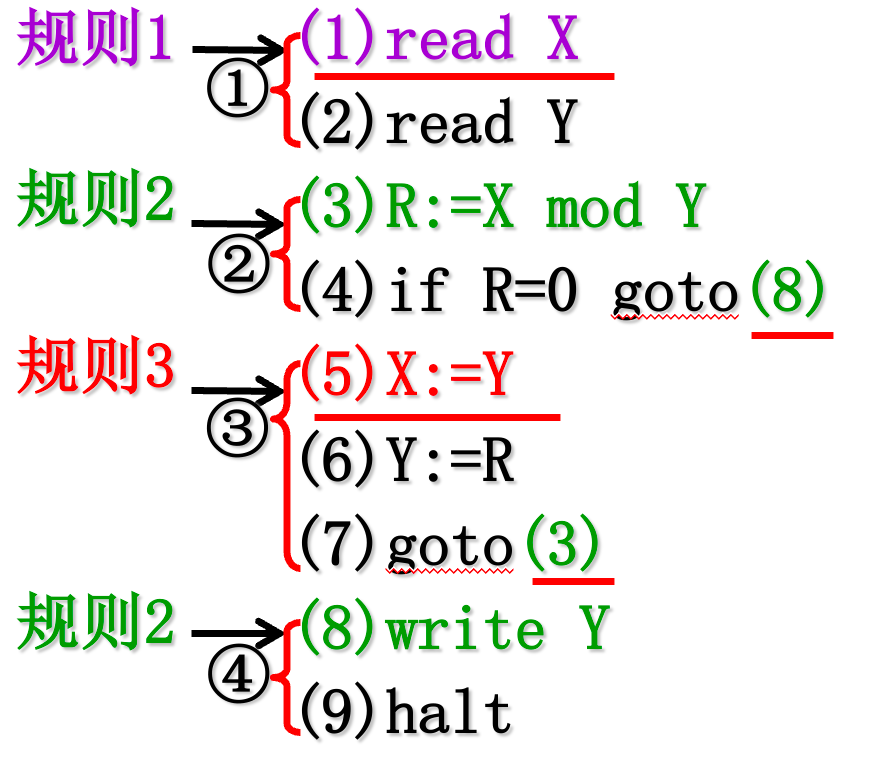 规则1 (1)read X
① (2)read Y
规则2 (3)R:=X mod Y
② (4)if R=0 goto(8)
规则3 (5)X:=Y
③ (6)Y:=R
(7)goto(3)
规则2 (8)write Y
④ (9)halt